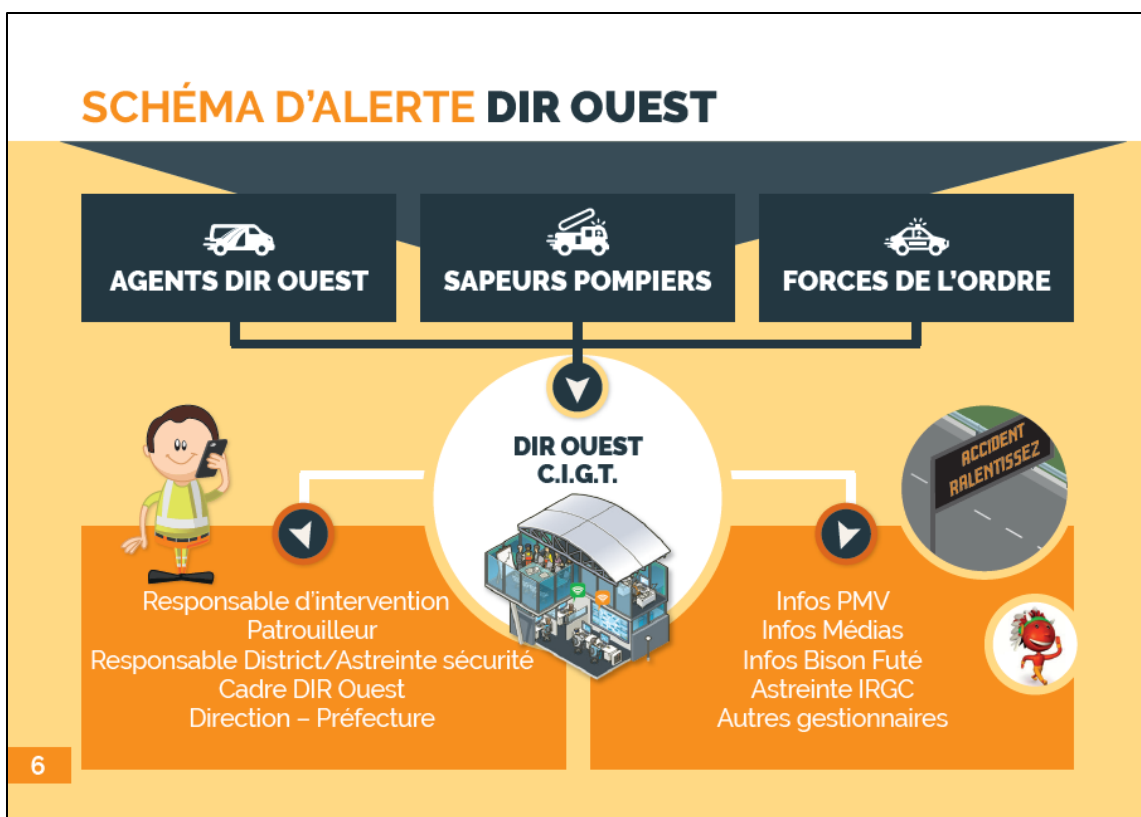 SCHÉMA D'ALERTE DIR OUEST
AGENTS DIR OUEST
SAPEURS POMPIERS
FORCES DE L'ORDRE
DIR OUEST
C.I.G.T.
ACCIDENT
RALENTISSEZ
Responsable d'intervention
Patrouilleur
Responsable District/Astreinte sécurité
Cadre DIR Ouest
Direction – Préfecture
Infos PMV
Infos Médias
Infos Bison Futé
Astreinte IRGC
Autres gestionnaires
6